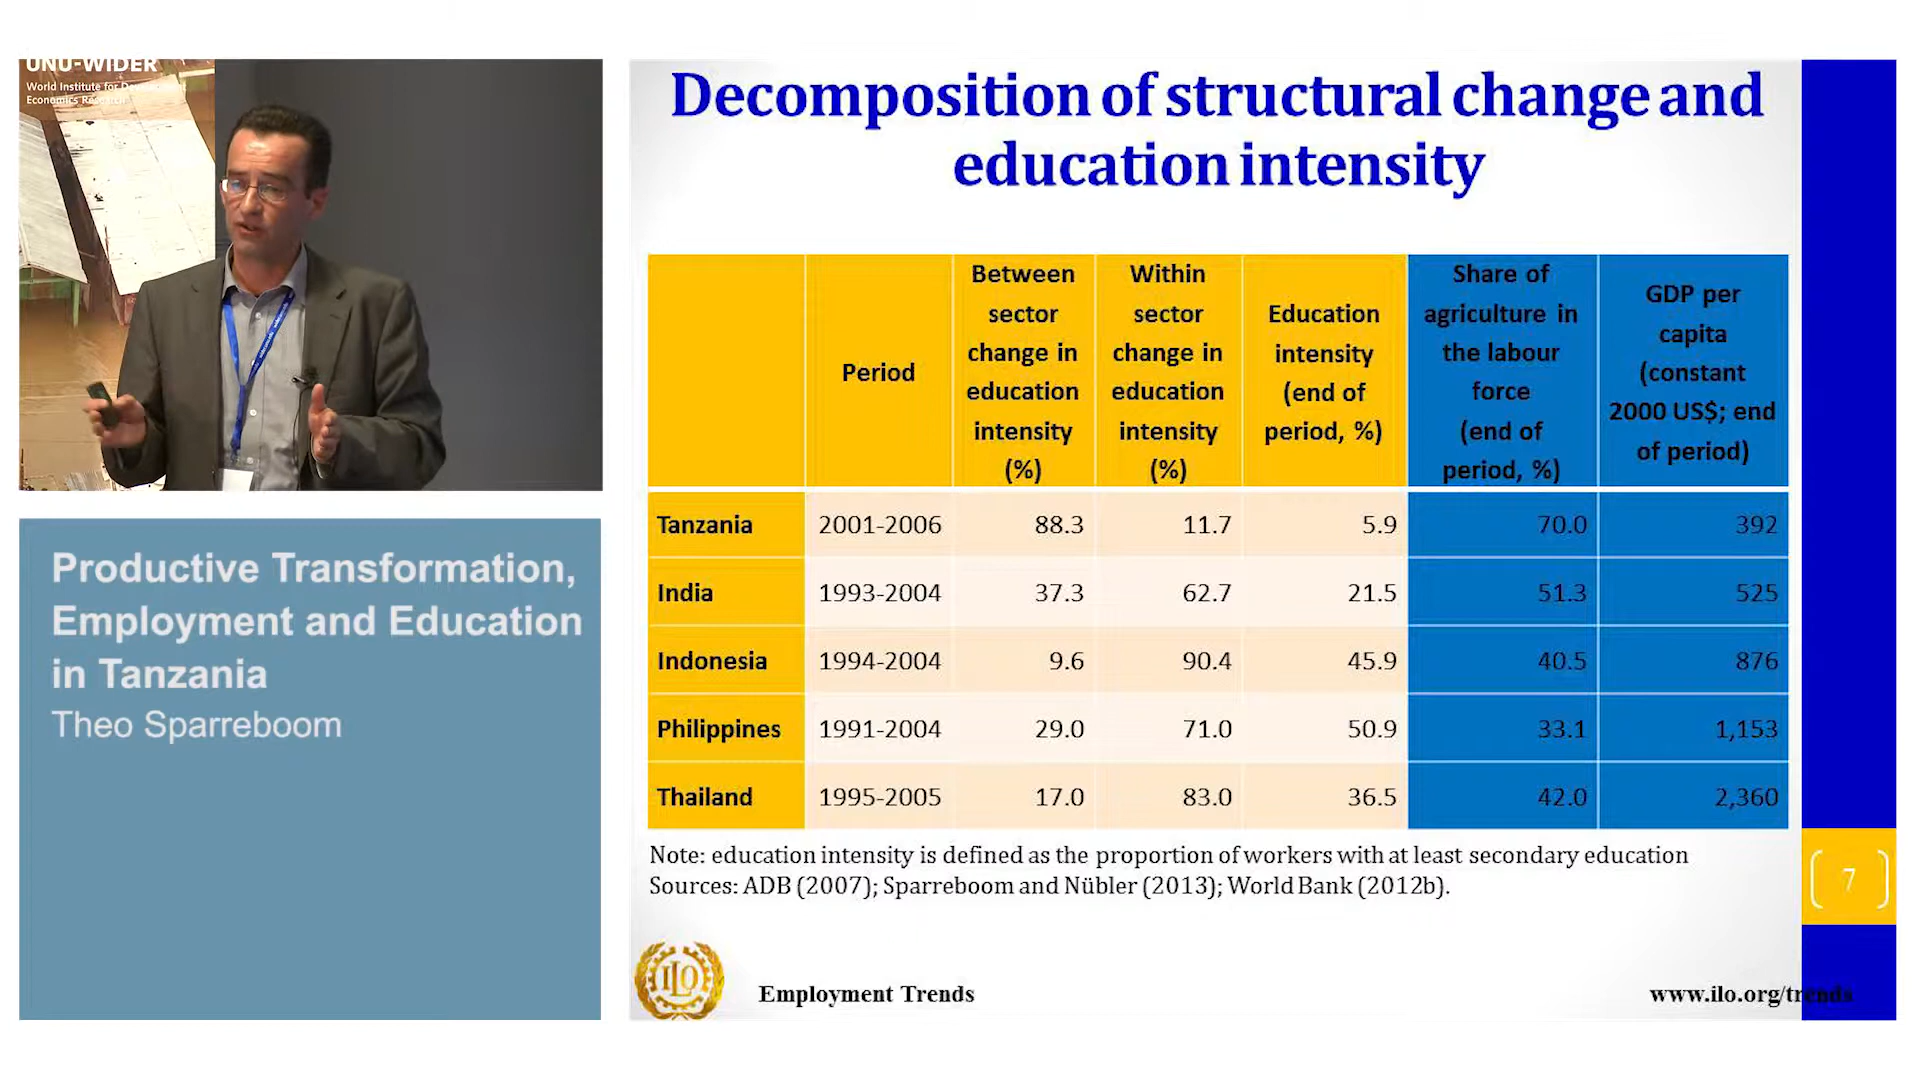 UNU-WIDER
World Institute for Development
Economics Research
Productive Transformation,
Employment and Education
in Tanzania
Theo Sparreboom
Decomposition of structural change and
education intensity
Period
Between
sector
change in
education
intensity
(%)
Within
sector
change in
education
intensity
(%)
Education
intensity
(end of
period, %)
Share of
agriculture in
the labour
force
(end of
period, %)
GDP per
capita
(constant
2000 US$; end
of period)
Tanzania 2001-2006 88.3 11.7 5.9 70.0 392
India 1993-2004 37.3 62.7 21.5 51.3 525
Indonesia 1994-2004 9.6 90.4 45.9 40.5 876
Philippines 1991-2004 29.0 71.0 50.9 33.1 1,153
Thailand 1995-2005 17.0 83.0 36.5 42.0 2,360
Note: education intensity is defined as the proportion of workers with at least secondary education
Sources: ADB (2007); Sparreboom and Nübler (2013); World Bank (2012b).
7
ILO
Employment Trends
www.ilo.org/trends